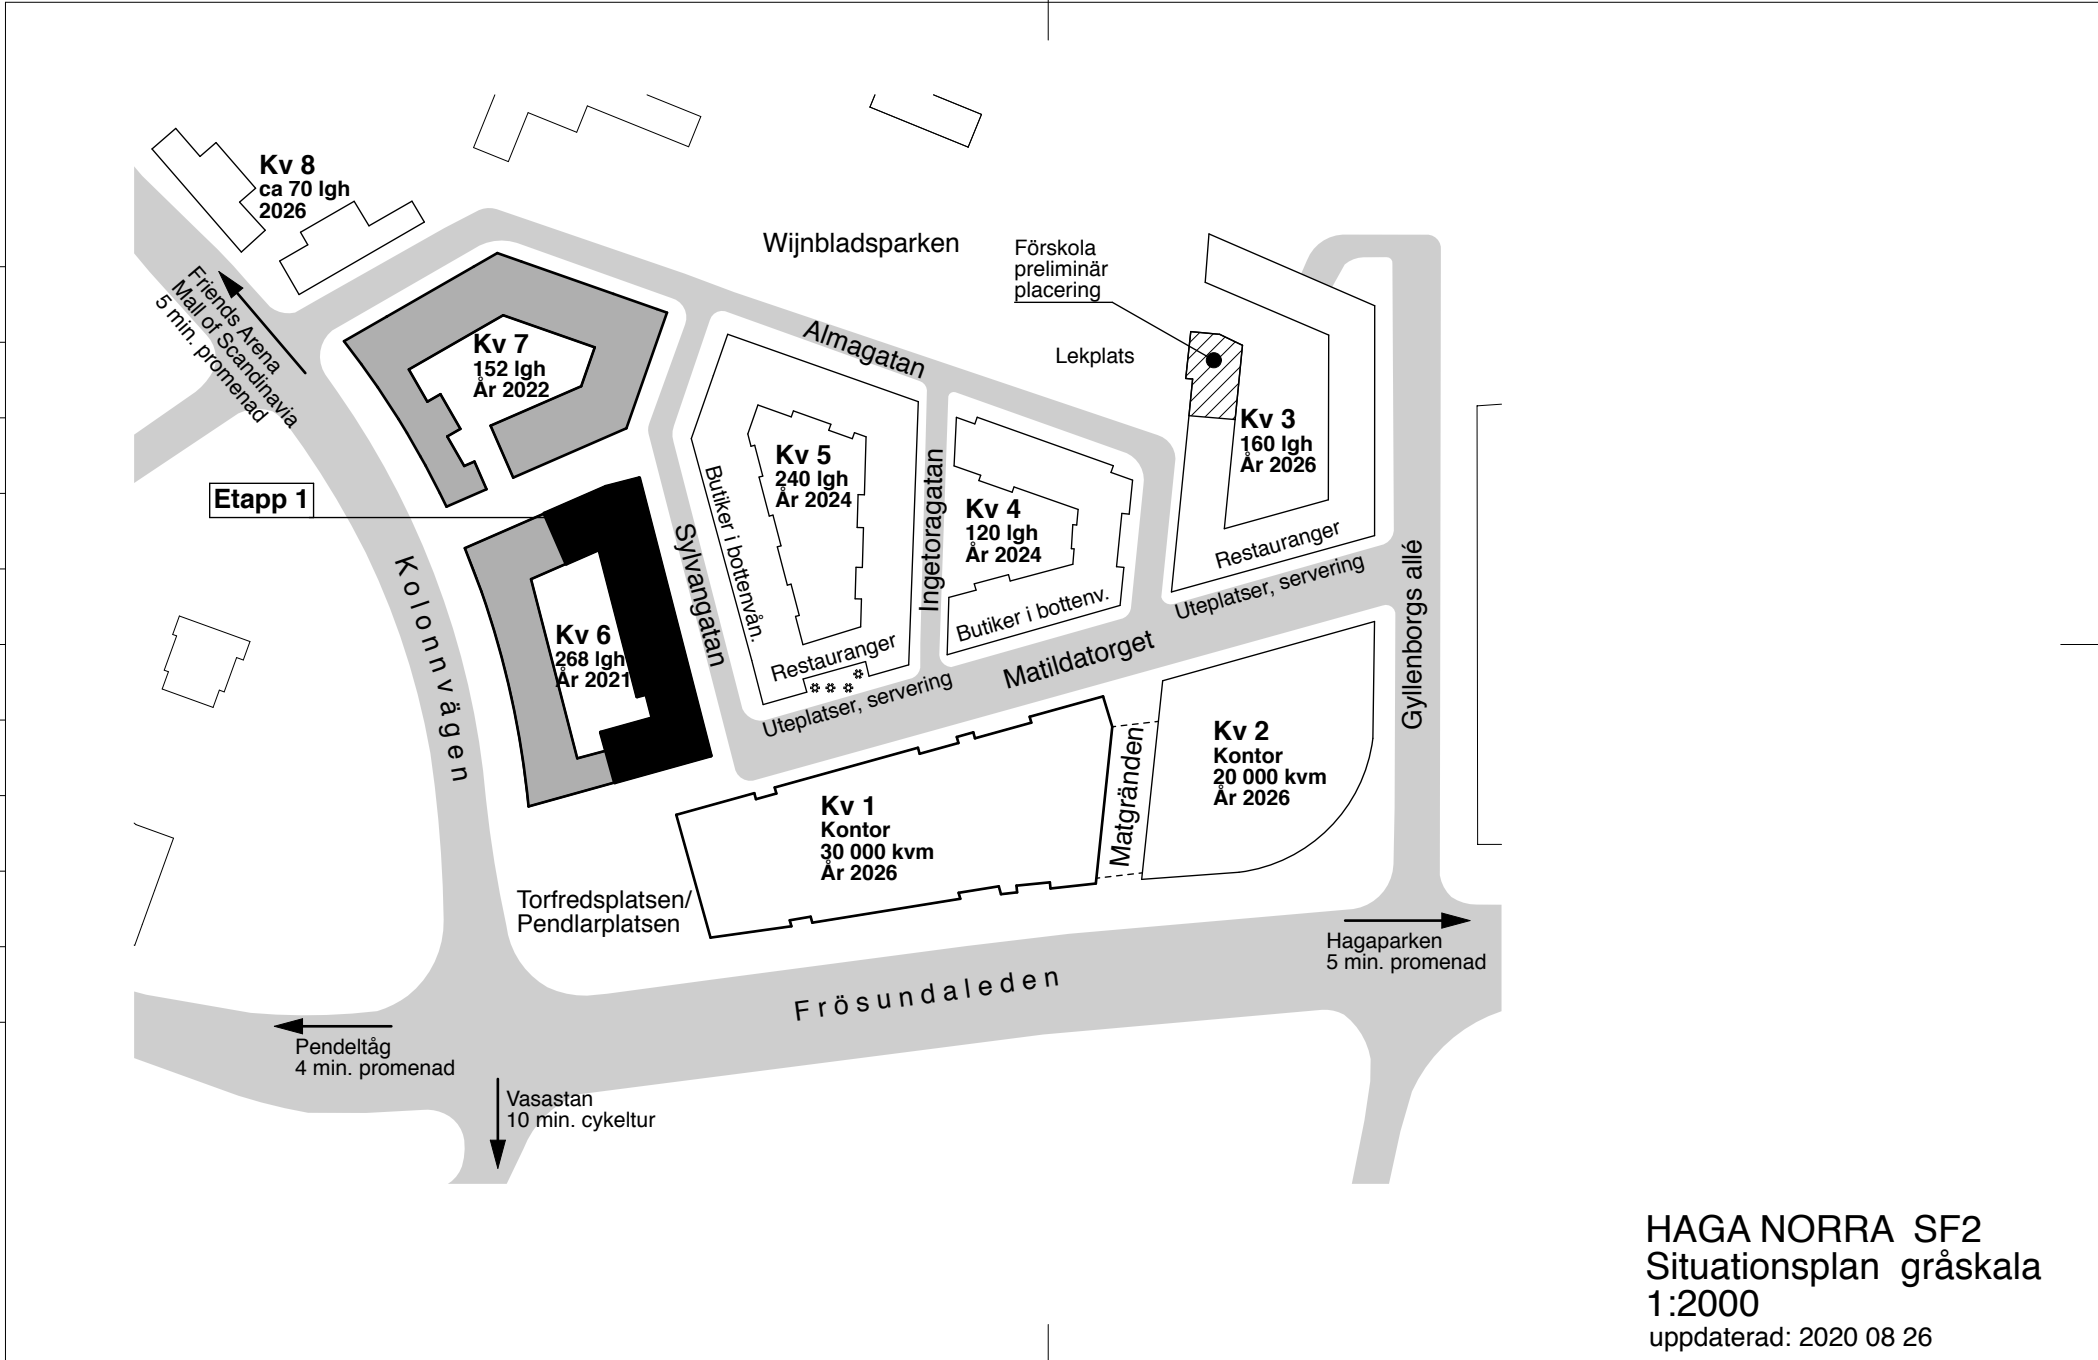 Kv 8
ca 70 lgh
2026
Wijnbladsparken
Förskola
preliminär
placering
Friends Arena
Mall of Scandinavia
5 min. promenad
Kv 7
152 lgh
År 2022
Almagatan
Lekplats
Kv 3
160 lgh
År 2026
Restauranger
Uteplatser, servering
Etapp 1
Kv 5
240 lgh
År 2024
Butiker i bottenvån.
Restauranger
Uteplatser, servering
Ingetoragatan
Kv 4
120 lgh
År 2024
Butiker i bottenv.
Sylvangatan
Kolonnvägen
Kv 6
268 lgh
År 2021
Matildatorget
Gyllenborgs allé
Kv 2
Kontor
20 000 kvm
År 2026
Matgränden
Kv 1
Kontor
30 000 kvm
År 2026
Torfredsplatsen/
Pendlarplatsen
Hagaparken
5 min. promenad
Frösundaleden
Pendeltåg
4 min. promenad
Vasastan
10 min. cykeltur
HAGA NORRA SF2
Situationsplan gråskala
1:2000
uppdaterad: 2020 08 26